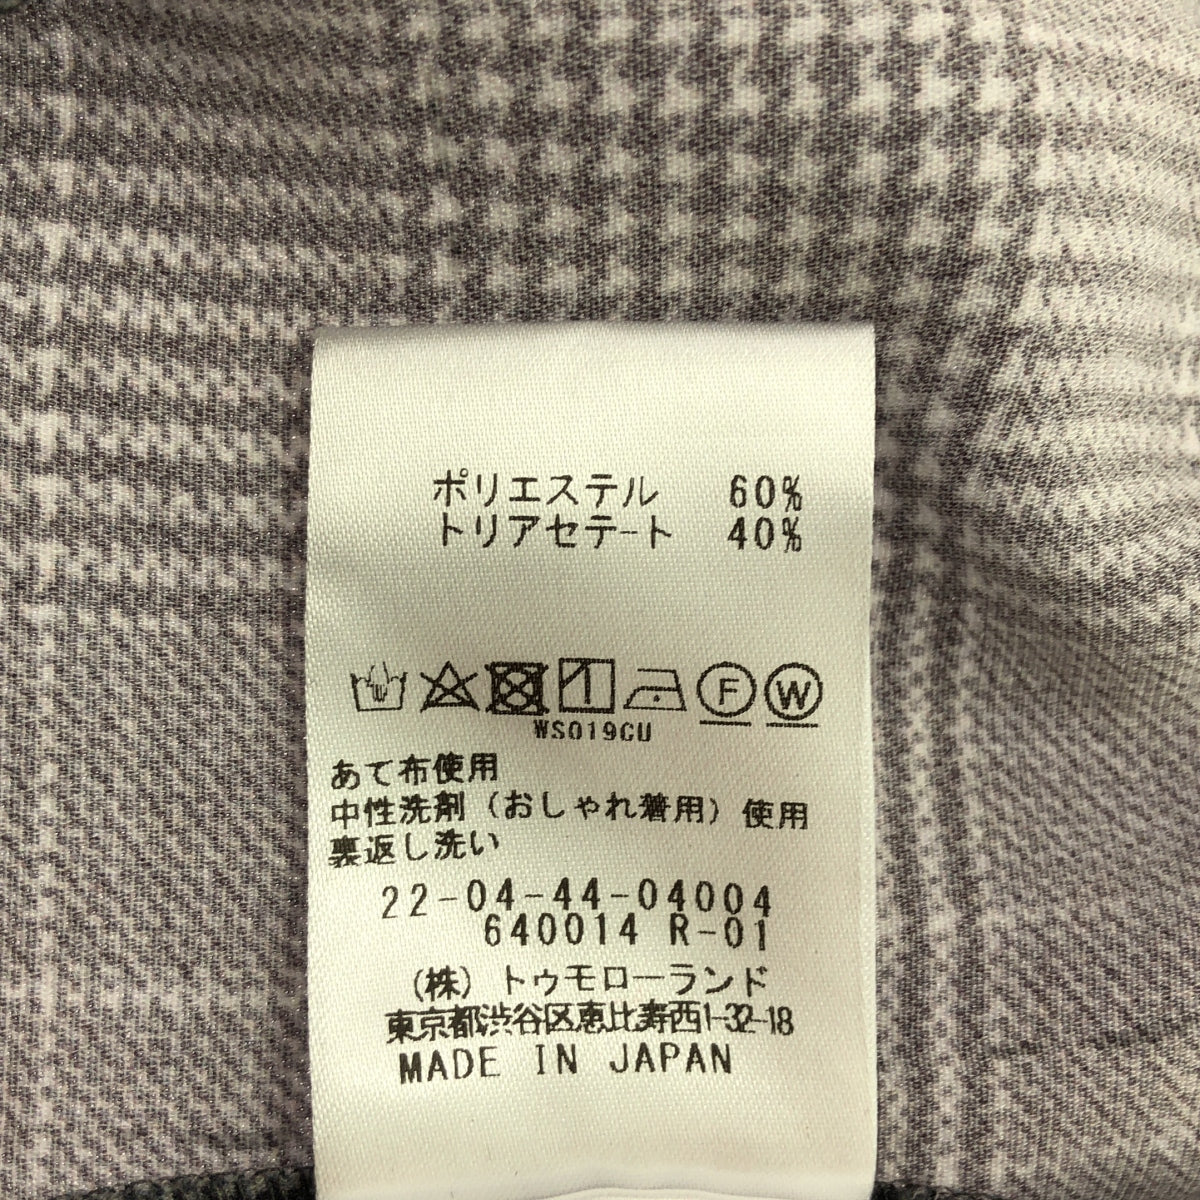 ポリエステル 60%
トリアセテート 40%
F W
WS019CU
あて布使用
中性洗剤(おしゃれ着用)使用
裏返し洗い
22-04-44-04004
640014 R-01
(株)トゥモローランド
東京都渋谷区恵比寿西1-32-18
MADE IN JAPAN